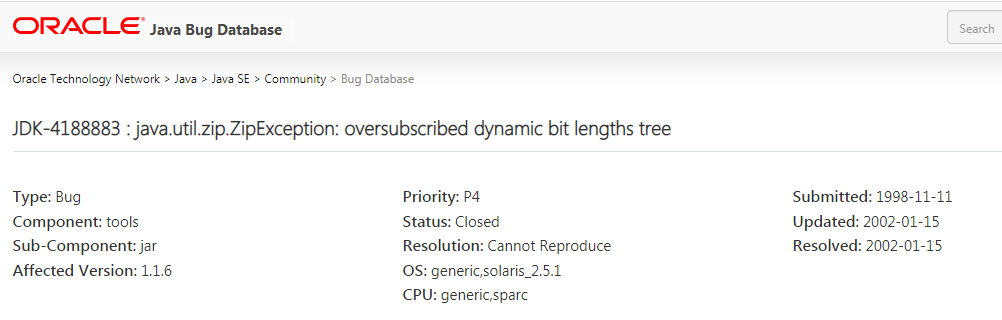 ORACLE® Java Bug Database
Search
Oracle Technology Network > Java > Java SE > Community > Bug Database
JDK-4188883 : java.util.zip.ZipException: oversubscribed dynamic bit lengths tree
Type: Bug
Component: tools
Sub-Component: jar
Affected Version: 1.1.6
Priority: P4
Status: Closed
Resolution: Cannot Reproduce
OS: generic,solaris_2.5.1
CPU: generic,sparc
Submitted: 1998-11-11
Updated: 2002-01-15
Resolved: 2002-01-15